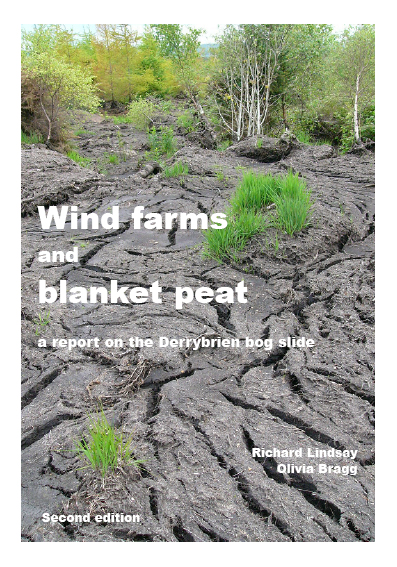 Wind farms
and
blanket peat
a report on the Derrybrien bog slide
Richard Lindsay
Olivia Bragg
Second edition